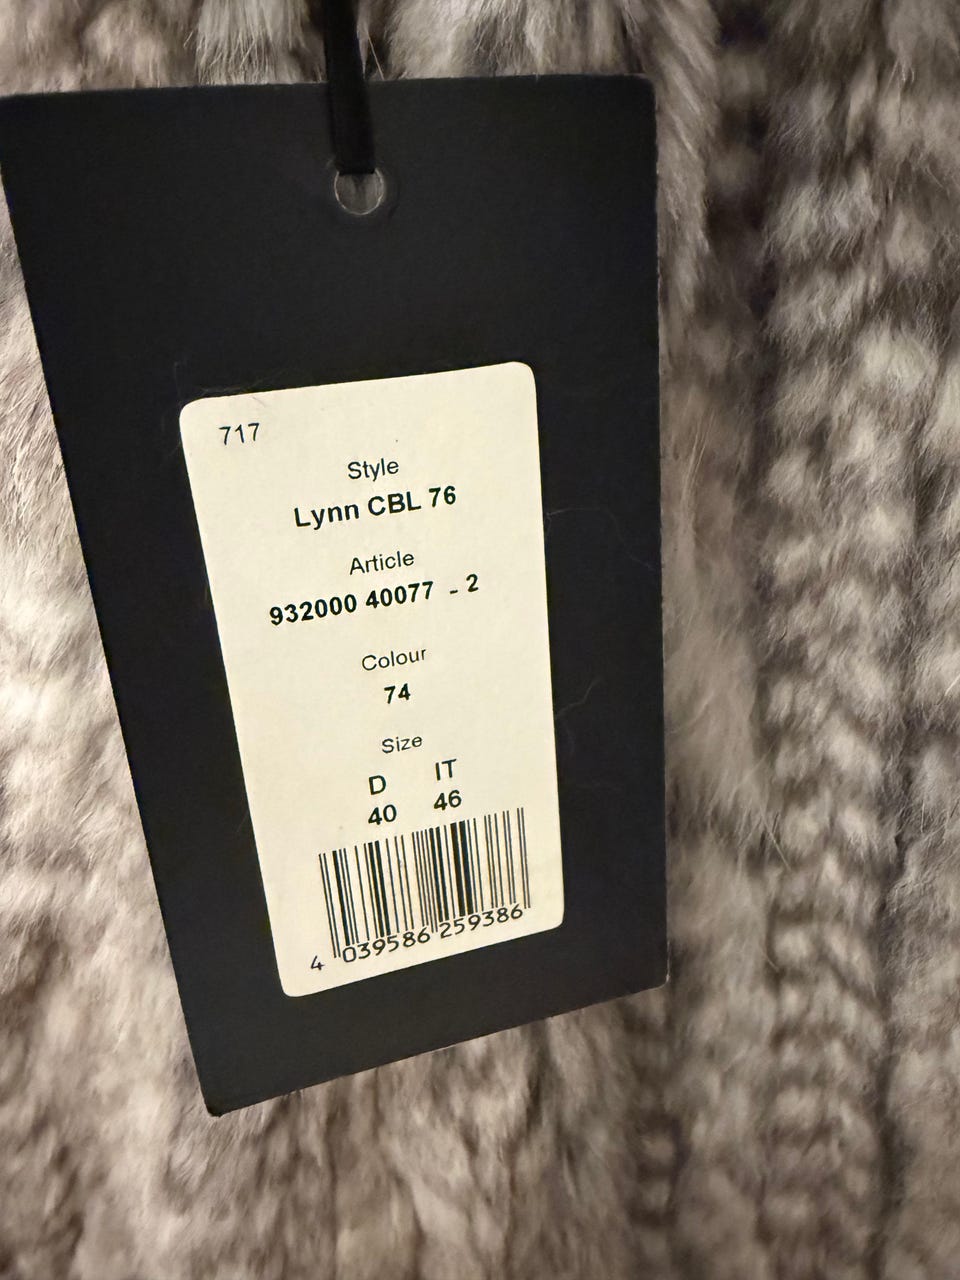 717
Style
Lynn CBL 76
Article
932000 40077 - 2
Colour
74
Size
D IT
40 46
4 039586 259386